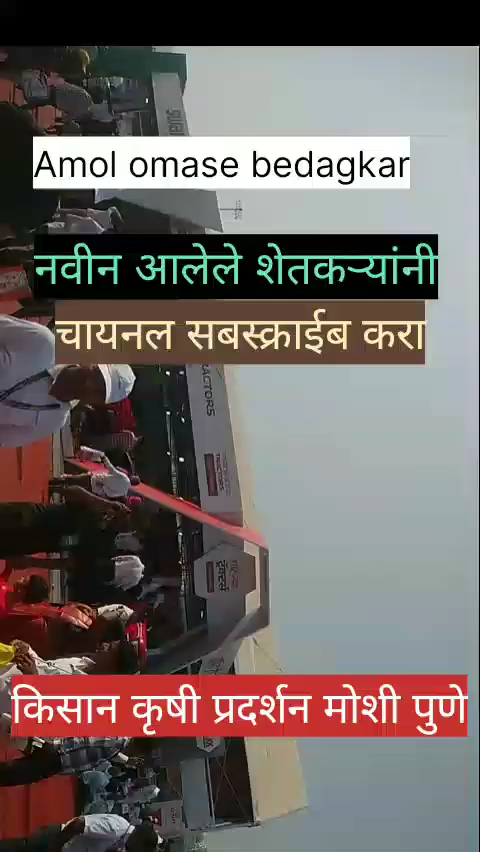 Amol omase bedagkar
नवीन आलेले शेतकऱ्यांनी
चायनल सबस्क्राईब करा
किसान कृषी प्रदर्शन मोशी पुणे